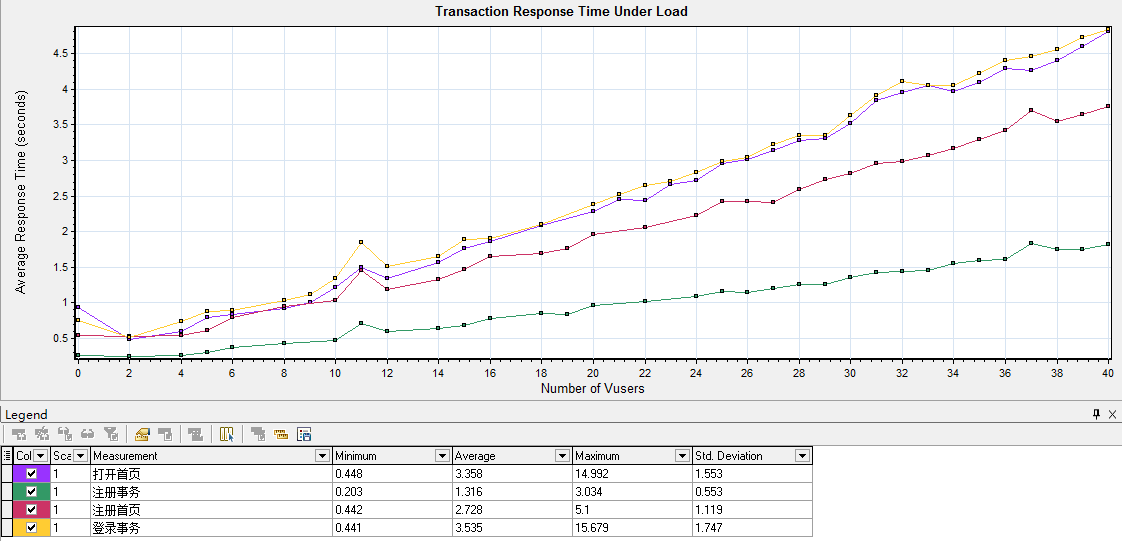 Transaction Response Time Under Load
Average Response Time (seconds)
4.5
4
3.5
3
2.5
2
1.5
1
0.5
0 2 4 6 8 10 12 14 16 18 20 22 24 26 28 30 32 34 36 38 40
Number of Vusers
Legend
Col Sca Measurement Minimum Average Maximum Std. Deviation
1 打开首页 0.448 3.358 14.992 1.553
1 注册事务 0.203 1.316 3.034 0.553
1 注册首页 0.442 2.728 5.1 1.119
1 登录事务 0.441 3.535 15.679 1.747